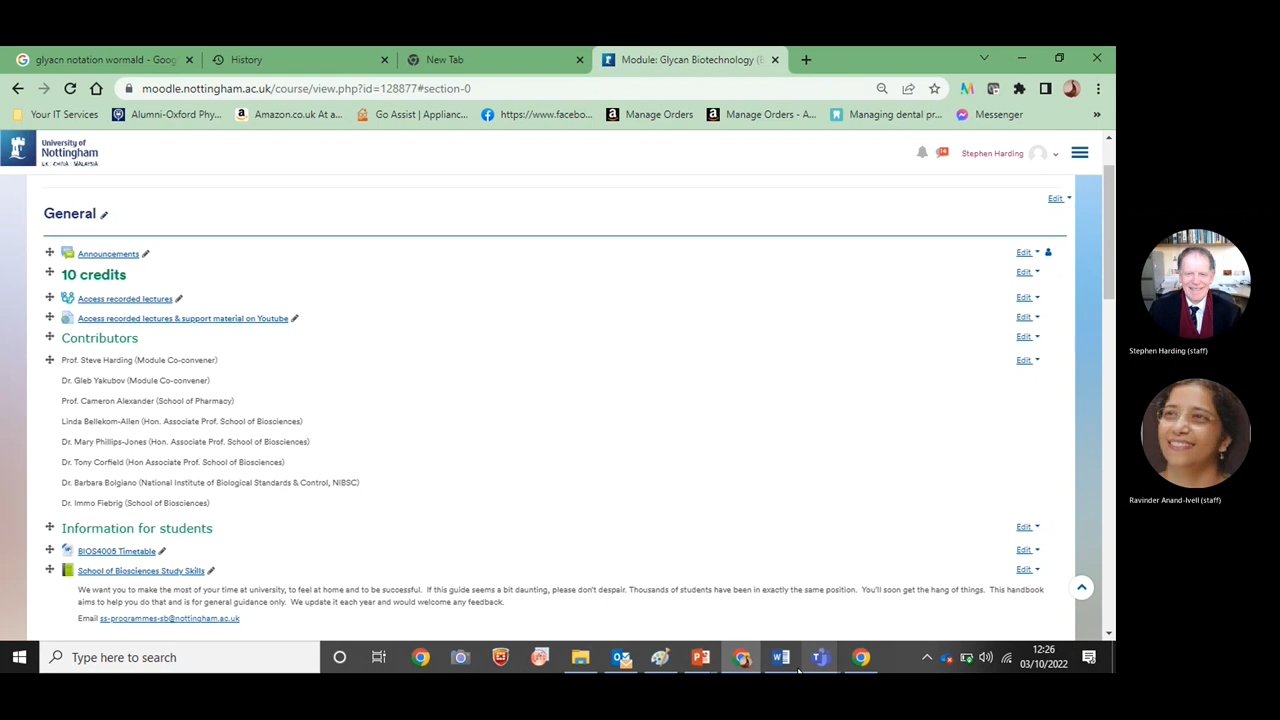 glyacn notation wormald - Goog
History
New Tab
Module: Glycan Biotechnology (B
moodle.nottingham.ac.uk/course/view.php?id=128877#section-0
Your IT Services
Alumni-Oxford Phy...
Amazon.co.uk At a...
Go Assist | Applianc...
https://www.facebo...
Manage Orders
Manage Orders - A...
Managing dental pr...
Messenger
»
University of
Nottingham
UK | CHINA | MALAYSIA
14
Stephen Harding
Edit
General
Announcements
Edit
10 credits
Edit
Access recorded lectures
Edit
Access recorded lectures & support material on Youtube
Edit
Contributors
Edit
Prof. Steve Harding (Module Co-convener)
Edit
Dr. Gleb Yakubov (Module Co-convener)
Prof. Cameron Alexander (School of Pharmacy)
Linda Bellekom-Allen (Hon. Associate Prof. School of Biosciences)
Dr. Mary Phillips-Jones (Hon. Associate Prof. School of Biosciences)
Dr. Tony Corfield (Hon Associate Prof. School of Biosciences)
Dr. Barbara Bolgiano (National Institute of Biological Standards & Control, NIBSC)
Dr. Immo Fiebrig (School of Biosciences)
Information for students
Edit
BIOS4005 Timetable
Edit
School of Biosciences Study Skills
Edit
We want you to make the most of your time at university, to feel at home and to be successful. If this guide seems a bit daunting, please don't despair. Thousands of students have been in exactly the same position. You'll soon get the hang of things. This handbook
aims to help you do that and is for general guidance only. We update it each year and would welcome any feedback.
Email ss-programmes-sb@nottingham.ac.uk
Type here to search
12:26
03/10/2022
Stephen Harding (staff)
Ravinder Anand-Ivell (staff)